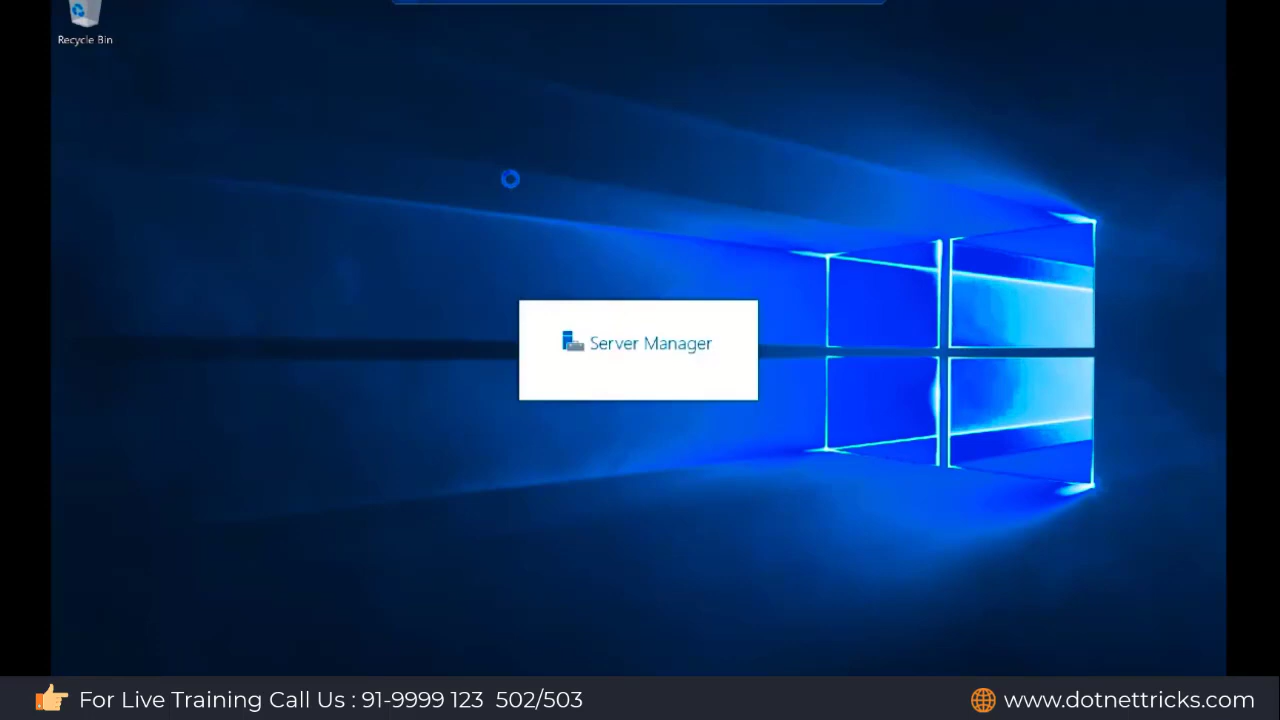 Recycle Bin
Server Manager
For Live Training Call Us : 91-9999 123 502/503
www.dotnettricks.com